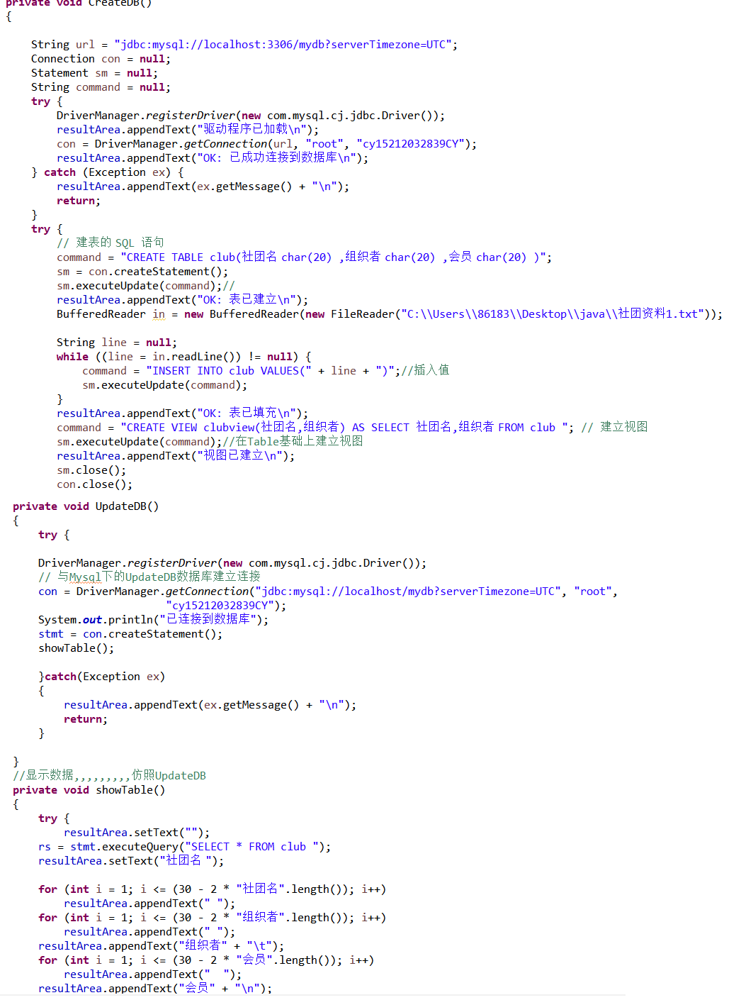 private void CreateDB()
{
String url = "jdbc:mysql://localhost:3306/mydb?serverTimezone=UTC";
Connection con = null;
Statement sm = null;
String command = null;
try {
DriverManager.registerDriver(new com.mysql.cj.jdbc.Driver());
resultArea.appendText("驱动程序已加载\n");
con = DriverManager.getConnection(url, "root", "cy15212032839CY");
resultArea.appendText("OK: 已成功连接到数据库\n");
} catch (Exception ex) {
resultArea.appendText(ex.getMessage() + "\n");
return;
}
try {
// 建表的 SQL 语句
command = "CREATE TABLE club(社团名 char(20) ,组织者 char(20) ,会员 char(20) )";
sm = con.createStatement();
sm.executeUpdate(command);//
resultArea.appendText("OK: 表已建立\n");
BufferedReader in = new BufferedReader(new FileReader("C:\\Users\\86183\\Desktop\\java\\社团资料1.txt"));
String line = null;
while ((line = in.readLine()) != null) {
command = "INSERT INTO club VALUES(" + line + ")";//插入值
sm.executeUpdate(command);
}
resultArea.appendText("OK: 表已填充\n");
command = "CREATE VIEW clubview(社团名,组织者) AS SELECT 社团名,组织者 FROM club "; // 建立视图
sm.executeUpdate(command);//在Table基础上建立视图
resultArea.appendText("视图已建立\n");
sm.close();
con.close();
private void UpdateDB()
{
try {
DriverManager.registerDriver(new com.mysql.cj.jdbc.Driver());
// 与Mysql下的UpdateDB数据库建立连接
con = DriverManager.getConnection("jdbc:mysql://localhost/mydb?serverTimezone=UTC", "root",
"cy15212032839CY");
System.out.println("已连接到数据库");
stmt = con.createStatement();
showTable();
}catch(Exception ex)
{
resultArea.appendText(ex.getMessage() + "\n");
return;
}
}
//显示数据,,,,,,,,,仿照UpdateDB
private void showTable()
{
try {
resultArea.setText("");
rs = stmt.executeQuery("SELECT * FROM club ");
resultArea.setText("社团名 ");
for (int i = 1; i <= (30 - 2 * "社团名".length()); i++)
resultArea.appendText(" ");
for (int i = 1; i <= (30 - 2 * "组织者".length()); i++)
resultArea.appendText(" ");
resultArea.appendText("组织者" + "\t");
for (int i = 1; i <= (30 - 2 * "会员".length()); i++)
resultArea.appendText("  ");
resultArea.appendText("会员" + "\n");